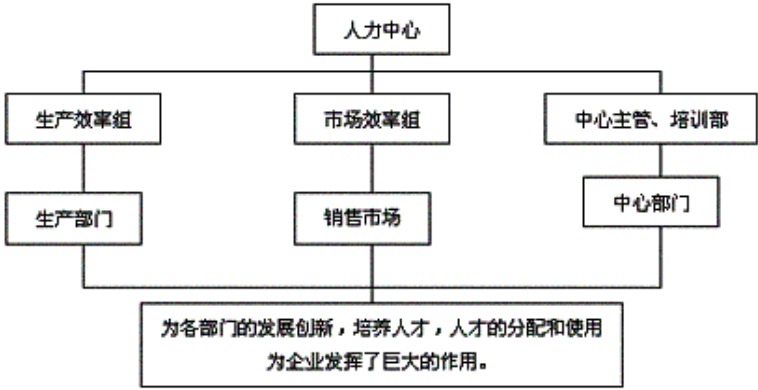 人力中心
生产效率组
市场效率组
中心主管、培训部
生产部门
销售市场
中心部门
为各部门的发展创新，培养人才，人才的分配和使用
为企业发挥了巨大的作用。